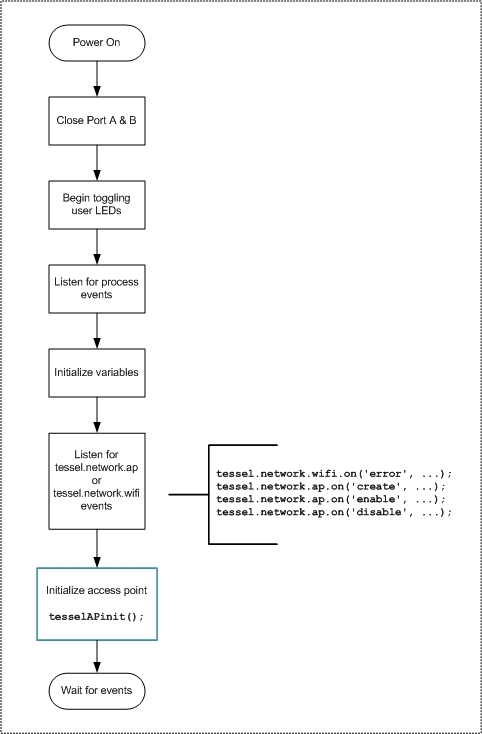 Power On
Close Port A & B
Begin toggling
user LEDs
Listen for process
events
Initialize variables
Listen for
tessel.network.ap
or
tessel.network.wifi
events
tessel.network.wifi.on('error', ...);
tessel.network.ap.on('create', ...);
tessel.network.ap.on('enable', ...);
tessel.network.ap.on('disable', ...);
Initialize access point
tesselAPinit();
Wait for events